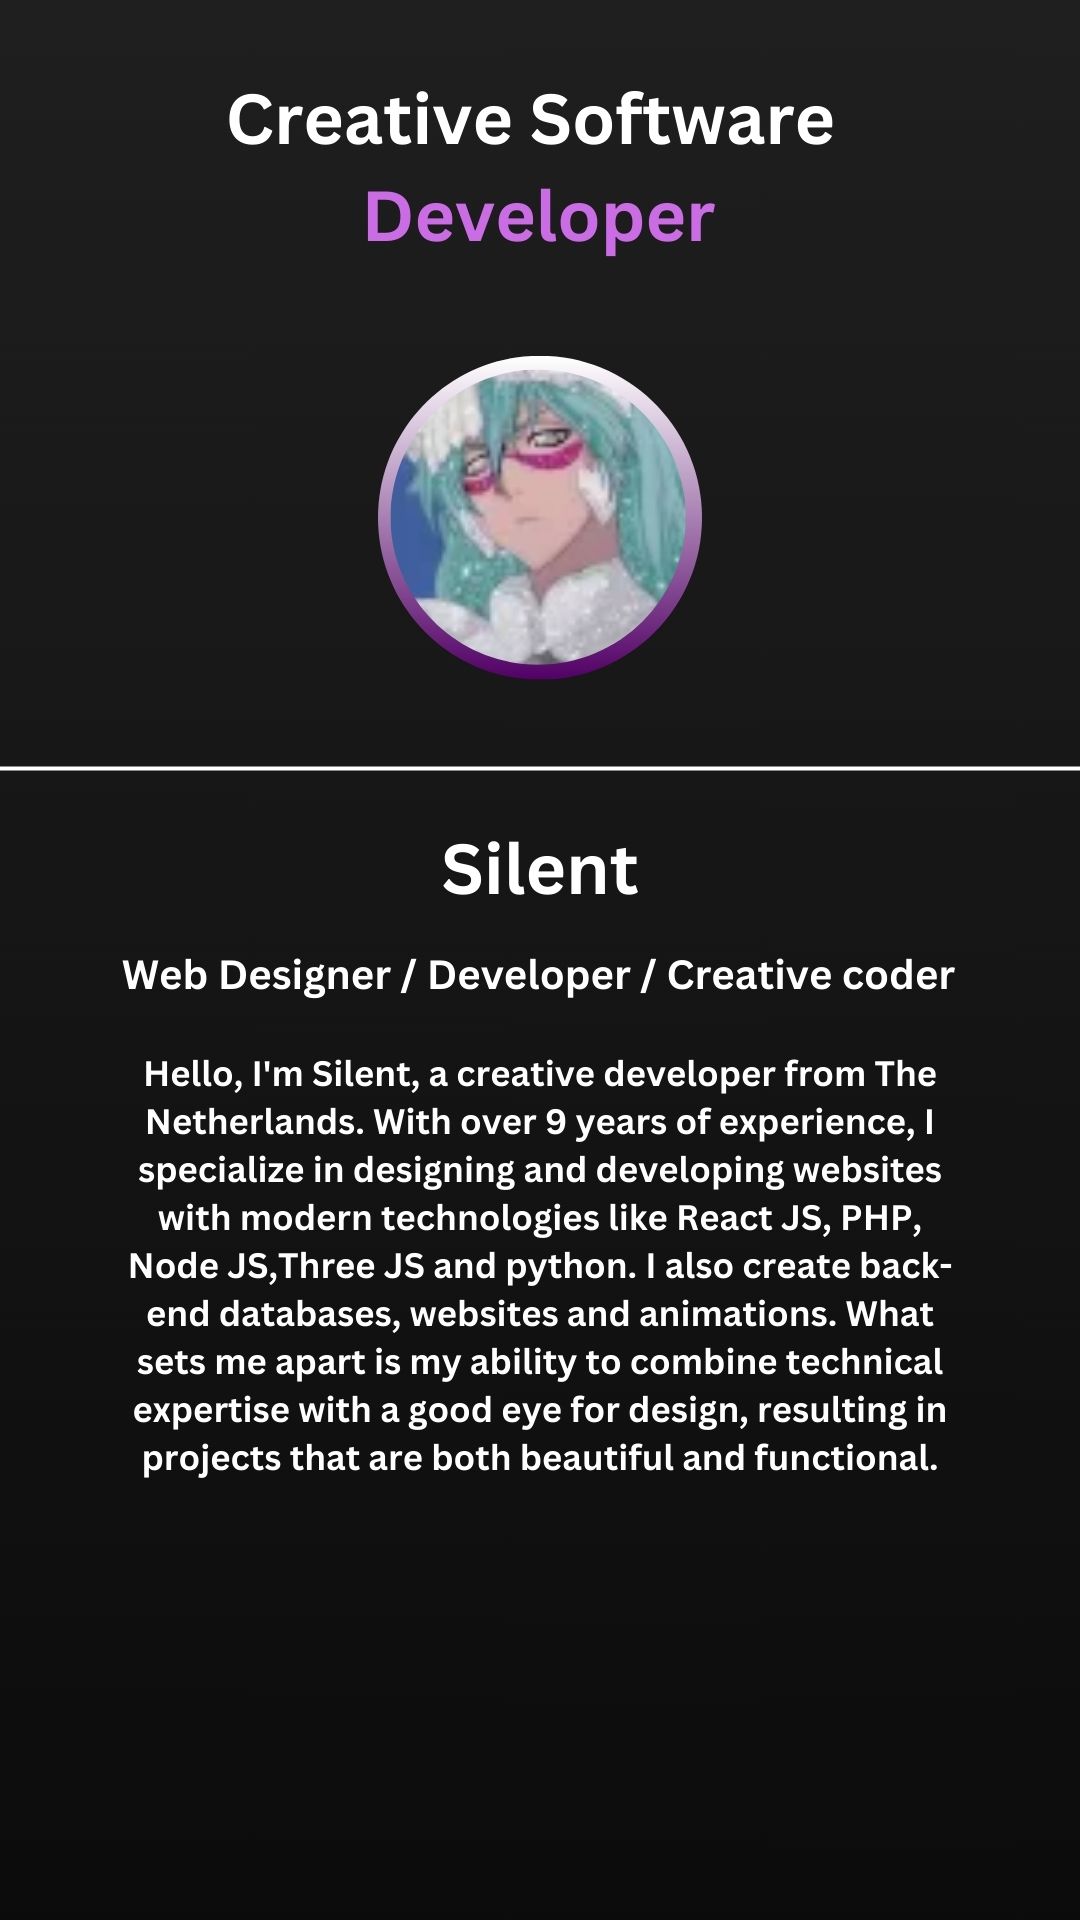 Creative Software
Developer
Silent
Web Designer / Developer / Creative coder
Hello, I'm Silent, a creative developer from The
Netherlands. With over 9 years of experience, I
specialize in designing and developing websites
with modern technologies like React JS, PHP,
Node JS,Three JS and python. I also create back-
end databases, websites and animations. What
sets me apart is my ability to combine technical
expertise with a good eye for design, resulting in
projects that are both beautiful and functional.